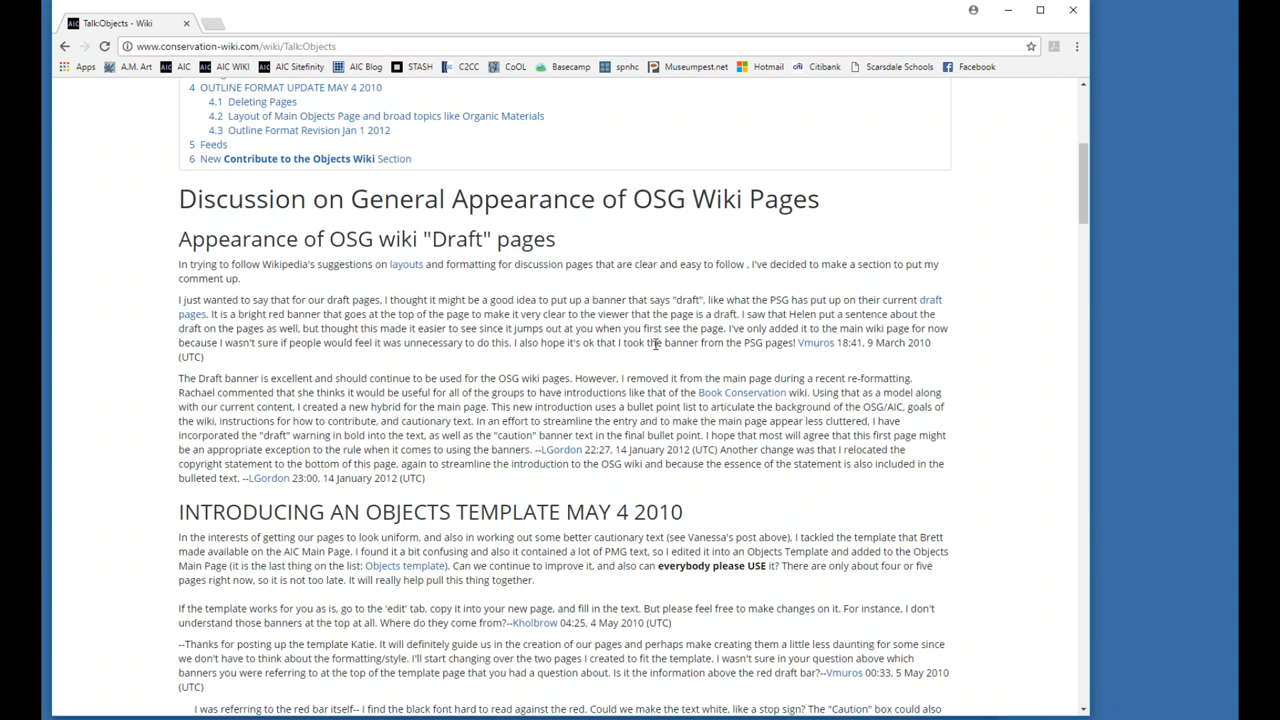 Talk:Objects - Wiki
www.conservation-wiki.com/wiki/Talk:Objects
Apps A.M. Art AIC AIC WIKI AIC Sitefinity AIC Blog STASH C2CC CoOL Basecamp spnhc Museumpest.net Hotmail Citibank Scarsdale Schools Facebook
4 OUTLINE FORMAT UPDATE MAY 4 2010
4.1 Deleting Pages
4.2 Layout of Main Objects Page and broad topics like Organic Materials
4.3 Outline Format Revision Jan 1 2012
5 Feeds
6 New Contribute to the Objects Wiki Section
Discussion on General Appearance of OSG Wiki Pages
Appearance of OSG wiki "Draft" pages
In trying to follow Wikipedia's suggestions on layouts and formatting for discussion pages that are clear and easy to follow , I've decided to make a section to put my
comment up.
I just wanted to say that for our draft pages, I thought it might be a good idea to put up a banner that says "draft", like what the PSG has put up on their current draft
pages. It is a bright red banner that goes at the top of the page to make it very clear to the viewer that the page is a draft. I saw that Helen put a sentence about the
draft on the pages as well, but thought this made it easier to see since it jumps out at you when you first see the page. I've only added it to the main wiki page for now
because I wasn't sure if people would feel it was unnecessary to do this. I also hope it's ok that I took the banner from the PSG pages! Vmuros 18:41, 9 March 2010
(UTC)
The Draft banner is excellent and should continue to be used for the OSG wiki pages. However, I removed it from the main page during a recent re-formatting.
Rachael commented that she thinks it would be useful for all of the groups to have introductions like that of the Book Conservation wiki. Using that as a model along
with our current content, I created a new hybrid for the main page. This new introduction uses a bullet point list to articulate the background of the OSG/AIC, goals of
the wiki, instructions for how to contribute, and cautionary text. In an effort to streamline the entry and to make the main page appear less cluttered, I have
incorporated the "draft" warning in bold into the text, as well as the "caution" banner text in the final bullet point. I hope that most will agree that this first page might
be an appropriate exception to the rule when it comes to using the banners. --LGordon 22:27, 14 January 2012 (UTC) Another change was that I relocated the
copyright statement to the bottom of this page, again to streamline the introduction to the OSG wiki and because the essence of the statement is also included in the
bulleted text. --LGordon 23:00, 14 January 2012 (UTC)
INTRODUCING AN OBJECTS TEMPLATE MAY 4 2010
In the interests of getting our pages to look uniform, and also in working out some better cautionary text (see Vanessa's post above), I tackled the template that Brett
made available on the AIC Main Page. I found it a bit confusing and also it contained a lot of PMG text, so I edited it into an Objects Template and added to the Objects
Main Page (it is the last thing on the list: Objects template). Can we continue to improve it, and also can everybody please USE it? There are only about four or five
pages right now, so it is not too late. It will really help pull this thing together.
If the template works for you as is, go to the 'edit' tab, copy it into your new page, and fill in the text. But please feel free to make changes on it. For instance, I don't
understand those banners at the top at all. Where do they come from?--Kholbrow 04:25, 4 May 2010 (UTC)
--Thanks for posting up the template Katie. It will definitely guide us in the creation of our pages and perhaps make creating them a little less daunting for some since
we don't have to think about the formatting/style. I'll start changing over the two pages I created to fit the template. I wasn't sure in your question above which
banners you were referring to at the top of the template page that you had a question about. Is it the information above the red draft bar?--Vmuros 00:33, 5 May 2010
(UTC)
I was referring to the red bar itself-- I find the black font hard to read against the red. Could we make the text white, like a stop sign? The "Caution" box could also